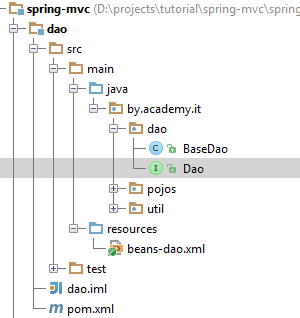 spring-mvc (D:\projects\tutorial\spring-mvc\spring
dao
src
main
java
by.academy.it
dao
BaseDao
Dao
pojos
util
resources
beans-dao.xml
test
dao.iml
pom.xml